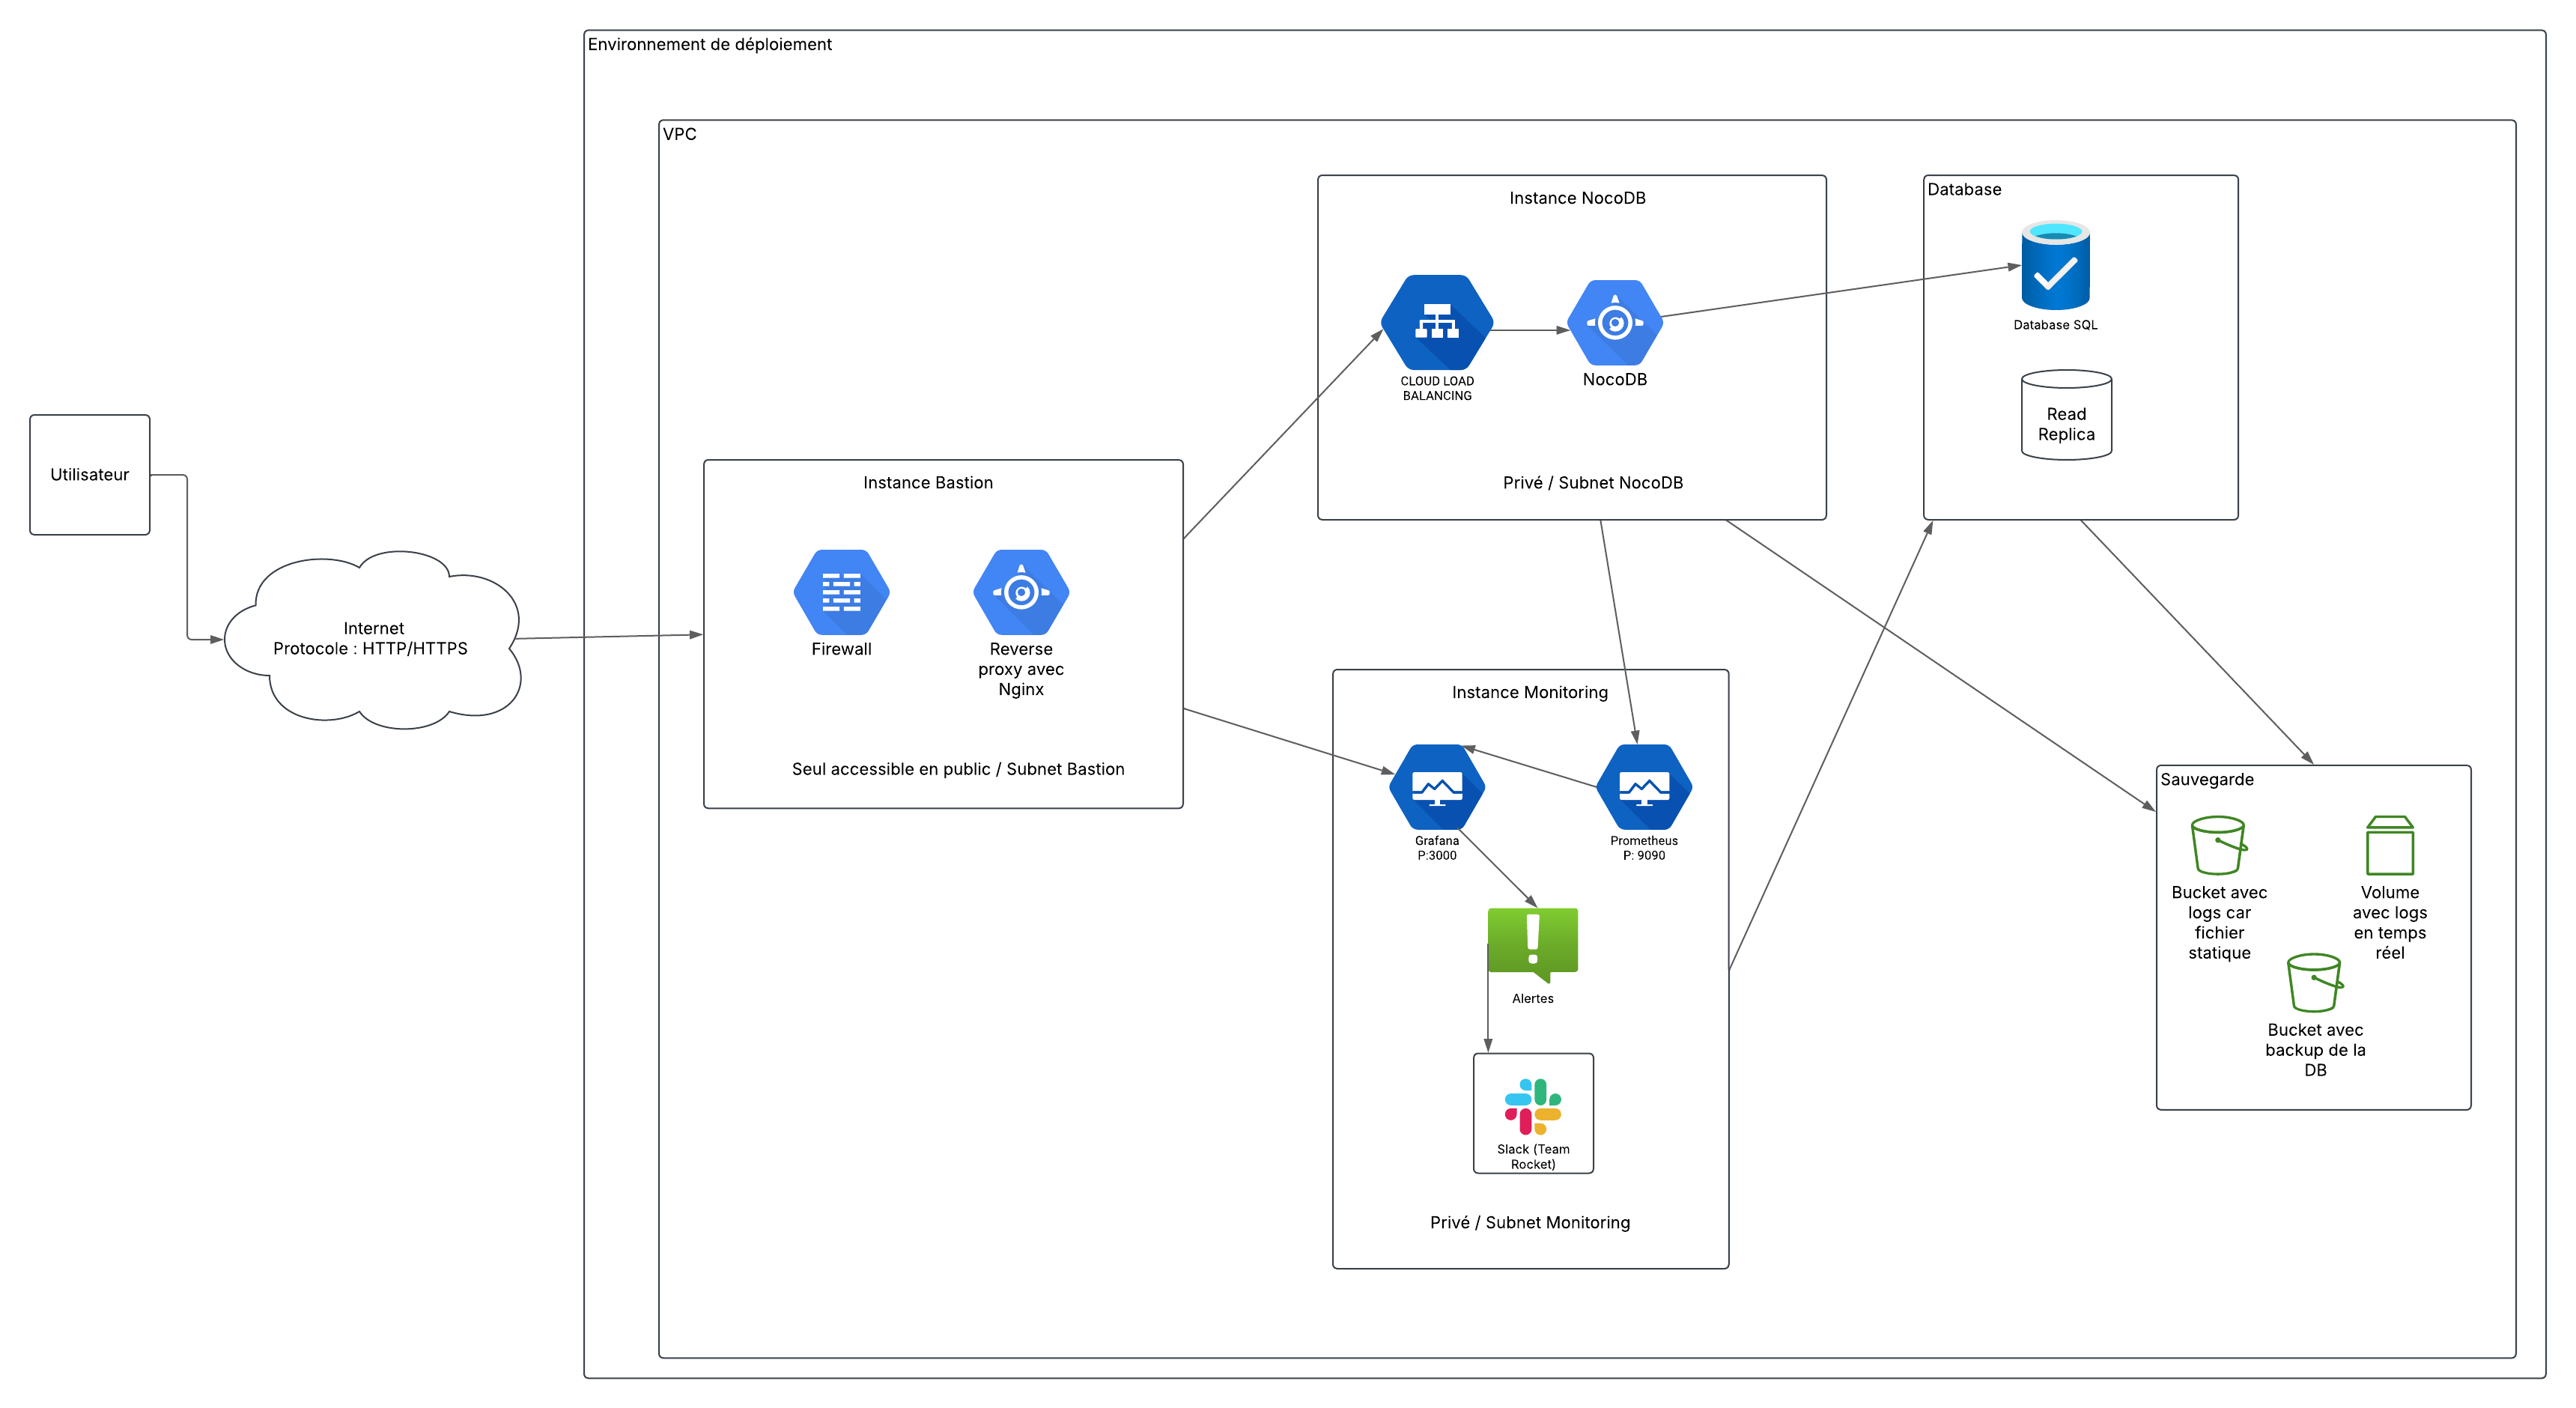 Environnement de déploiement
VPC
Instance NocoDB
CLOUD LOAD
BALANCING
NocoDB
Privé / Subnet NocoDB
Database
Database SQL
Read
Replica
Utilisateur
Internet
Protocole : HTTP/HTTPS
Instance Bastion
Firewall
Reverse
proxy avec
Nginx
Seul accessible en public / Subnet Bastion
Instance Monitoring
Grafana
P:3000
Prometheus
P: 9090
Alertes
Slack (Team
Rocket)
Privé / Subnet Monitoring
Sauvegarde
Bucket avec
logs car
fichier
statique
Volume
avec logs
en temps
réel
Bucket avec
backup de la
DB